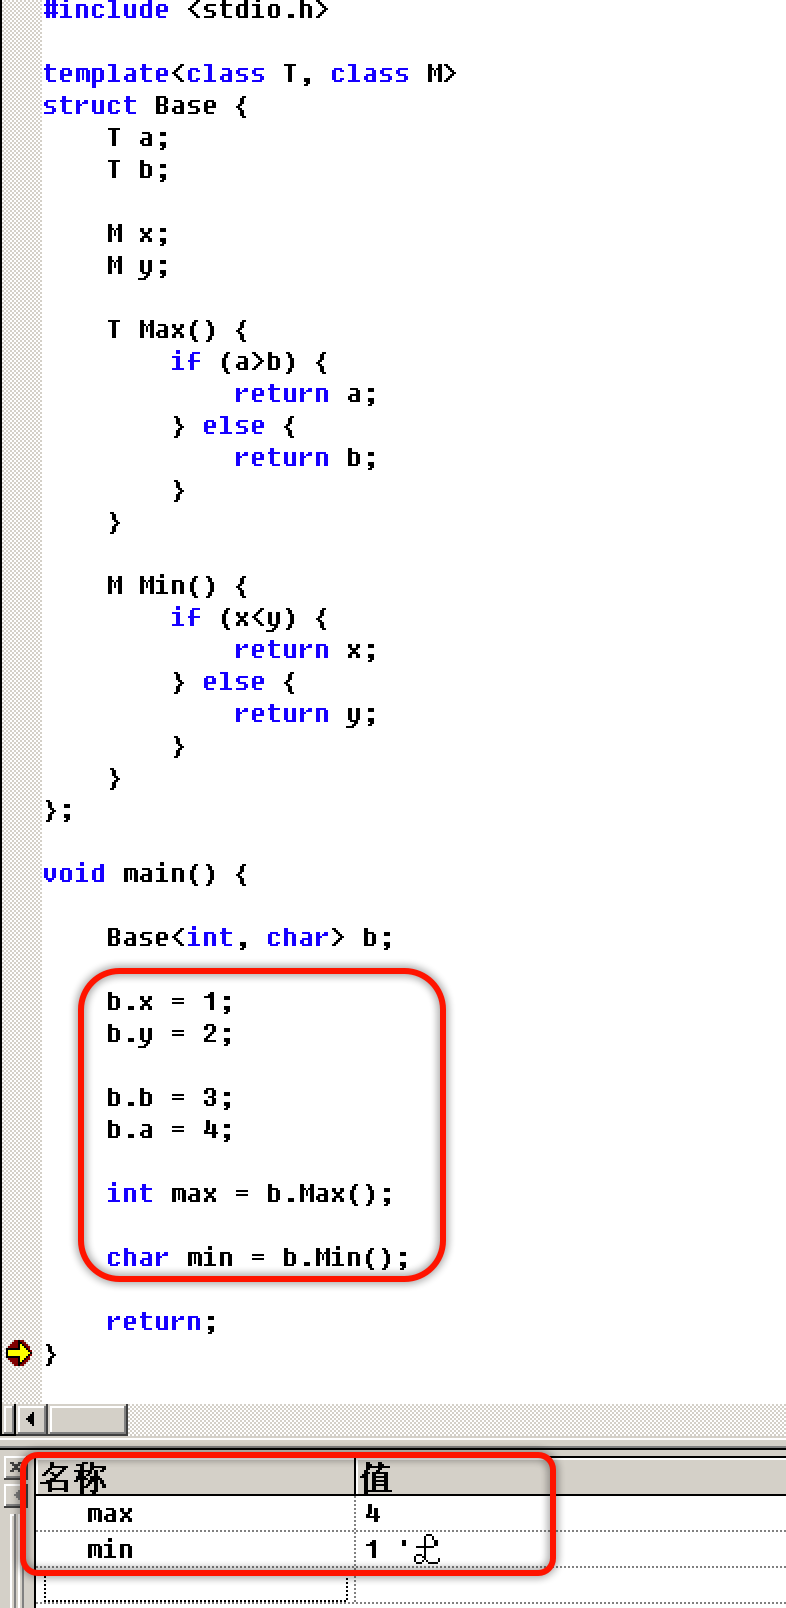 #include <stdio.h>
template<class T, class M>
struct Base {
T a;
T b;
M x;
M y;
T Max() {
if (a>b) {
return a;
} else {
return b;
}
}
M Min() {
if (x<y) {
return x;
} else {
return y;
}
}
};
void main() {
Base<int, char> b;
b.x = 1;
b.y = 2;
b.b = 3;
b.a = 4;
int max = b.Max();
char min = b.Min();
return;
}
名称 值
max 4
min 1 '